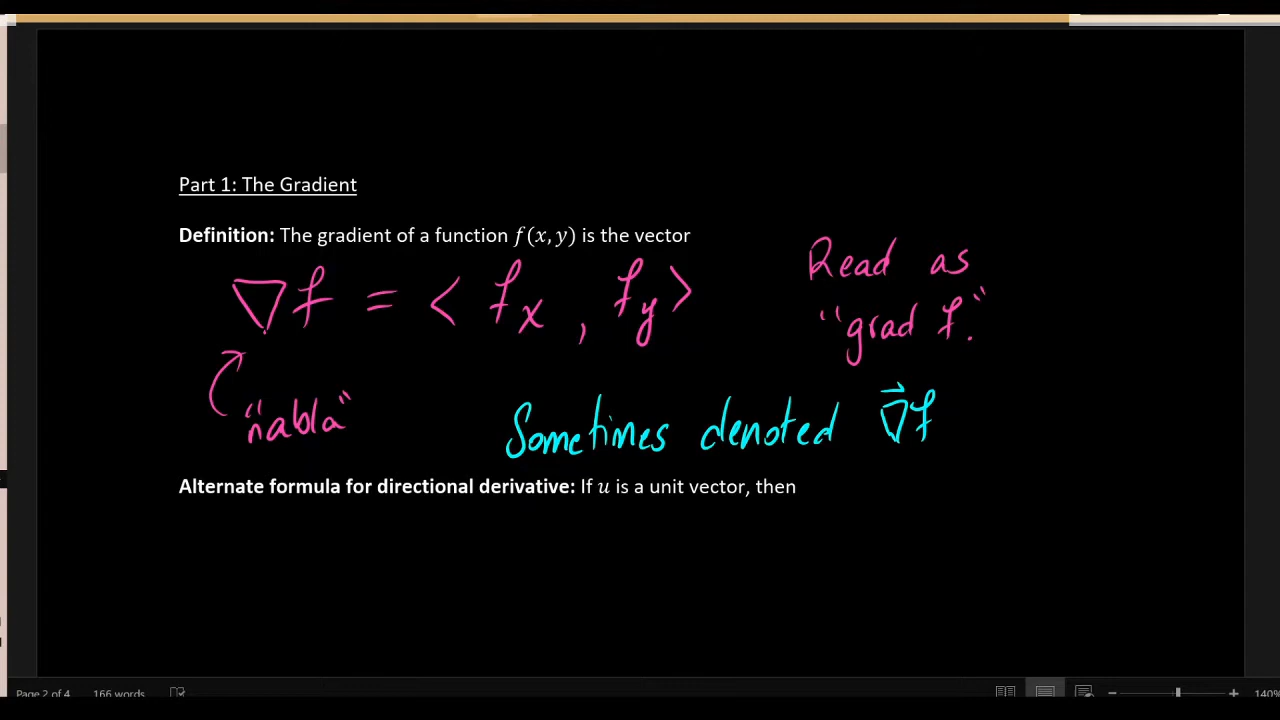 Part 1: The Gradient
Definition: The gradient of a function f(x, y) is the vector
∇f = < fx , fy >
Read as
"grad f."
"nabla"
Sometimes denoted ∇⃗f
Alternate formula for directional derivative: If u is a unit vector, then
Page 2 of 4 166 words 140%